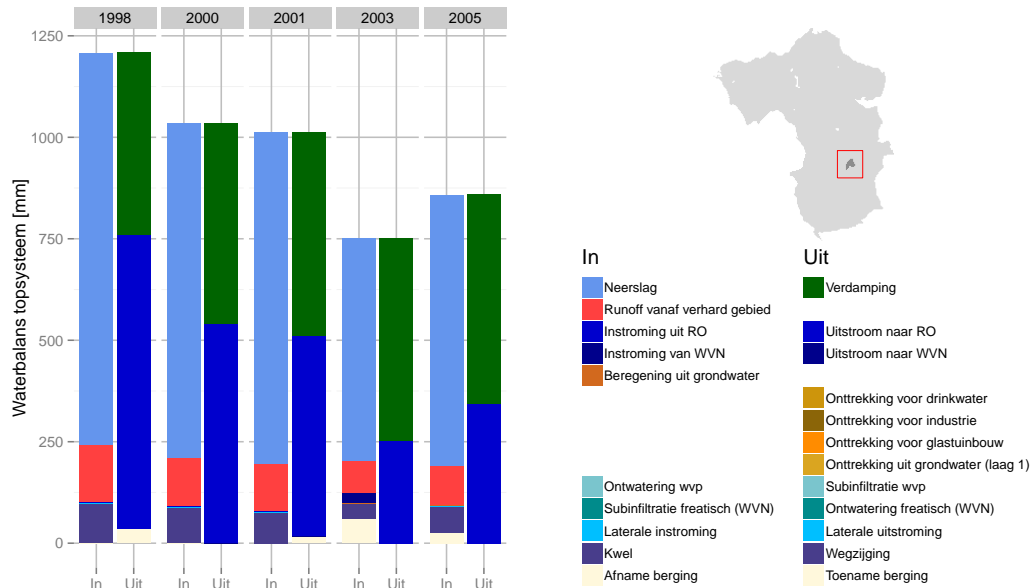 1998 2000 2001 2003 2005
Waterbalans topsysteem [mm]
1250
1000
750
500
250
0
In Uit In Uit In Uit In Uit In Uit
In
Neerslag
Runoff vanaf verhard gebied
Instroming uit RO
Instroming van WVN
Beregening uit grondwater
Ontwatering wvp
Subinfiltratie freatisch (WVN)
Laterale instroming
Kwel
Afname berging
Uit
Verdamping
Uitstroom naar RO
Uitstroom naar WVN
Onttrekking voor drinkwater
Onttrekking voor industrie
Onttrekking voor glastuinbouw
Onttrekking uit grondwater (laag 1)
Subinfiltratie wvp
Ontwatering freatisch (WVN)
Laterale uitstroming
Wegzijging
Toename berging